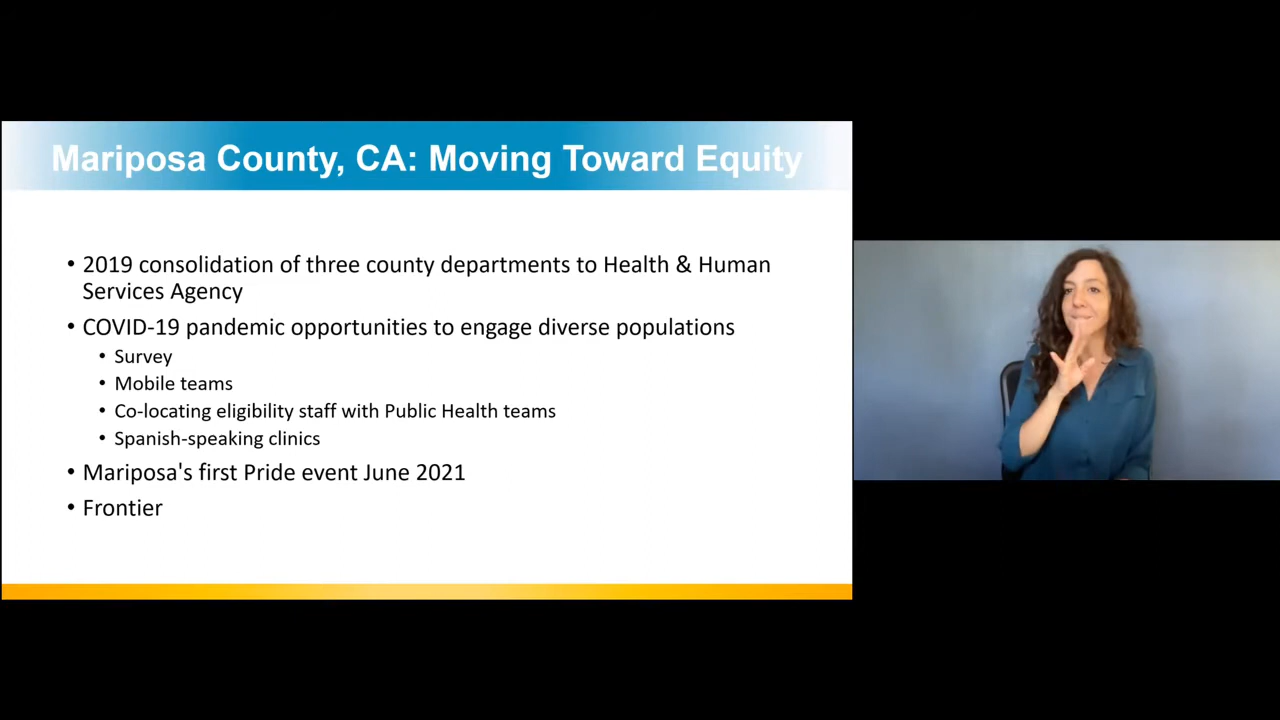 Mariposa County, CA: Moving Toward Equity
• 2019 consolidation of three county departments to Health & Human
Services Agency
• COVID-19 pandemic opportunities to engage diverse populations
• Survey
• Mobile teams
• Co-locating eligibility staff with Public Health teams
• Spanish-speaking clinics
• Mariposa's first Pride event June 2021
• Frontier